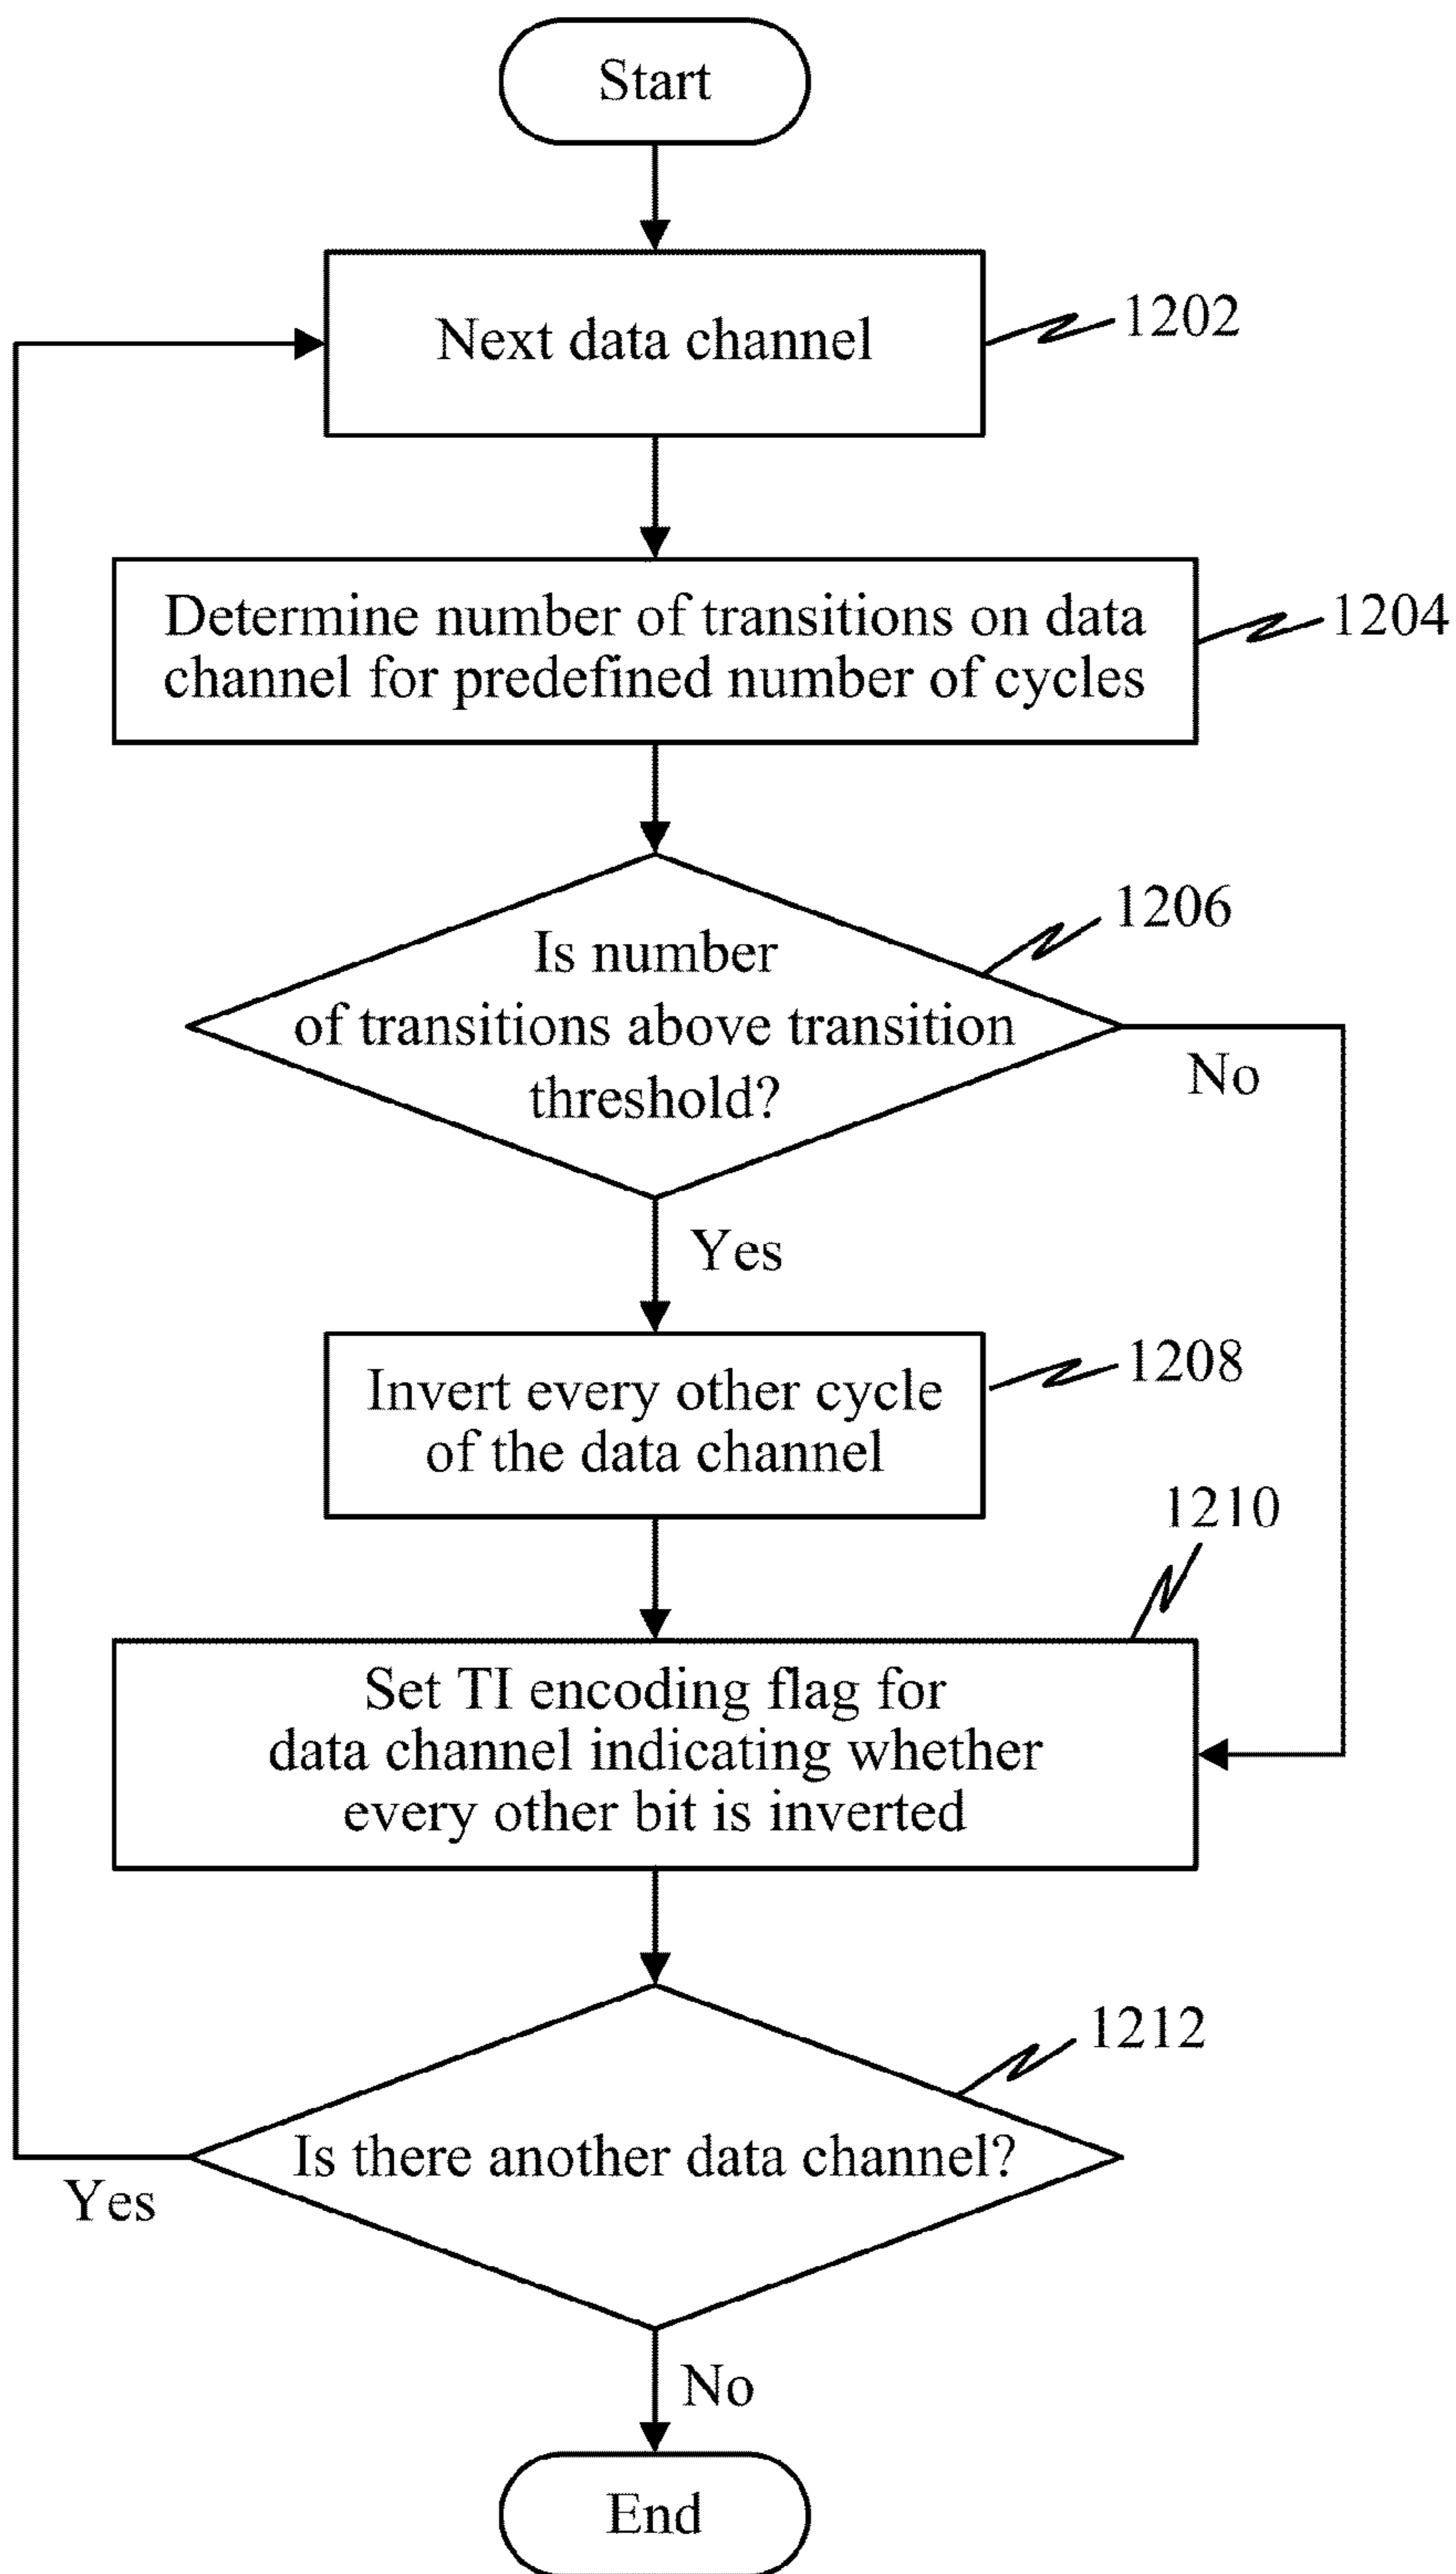 Start
Next data channel
1202
Determine number of transitions on data
channel for predefined number of cycles
1204
1206
Is number
of transitions above transition
threshold?
No
Yes
1208
Invert every other cycle
of the data channel
1210
Set TI encoding flag for
data channel indicating whether
every other bit is inverted
1212
Is there another data channel?
Yes
No
End